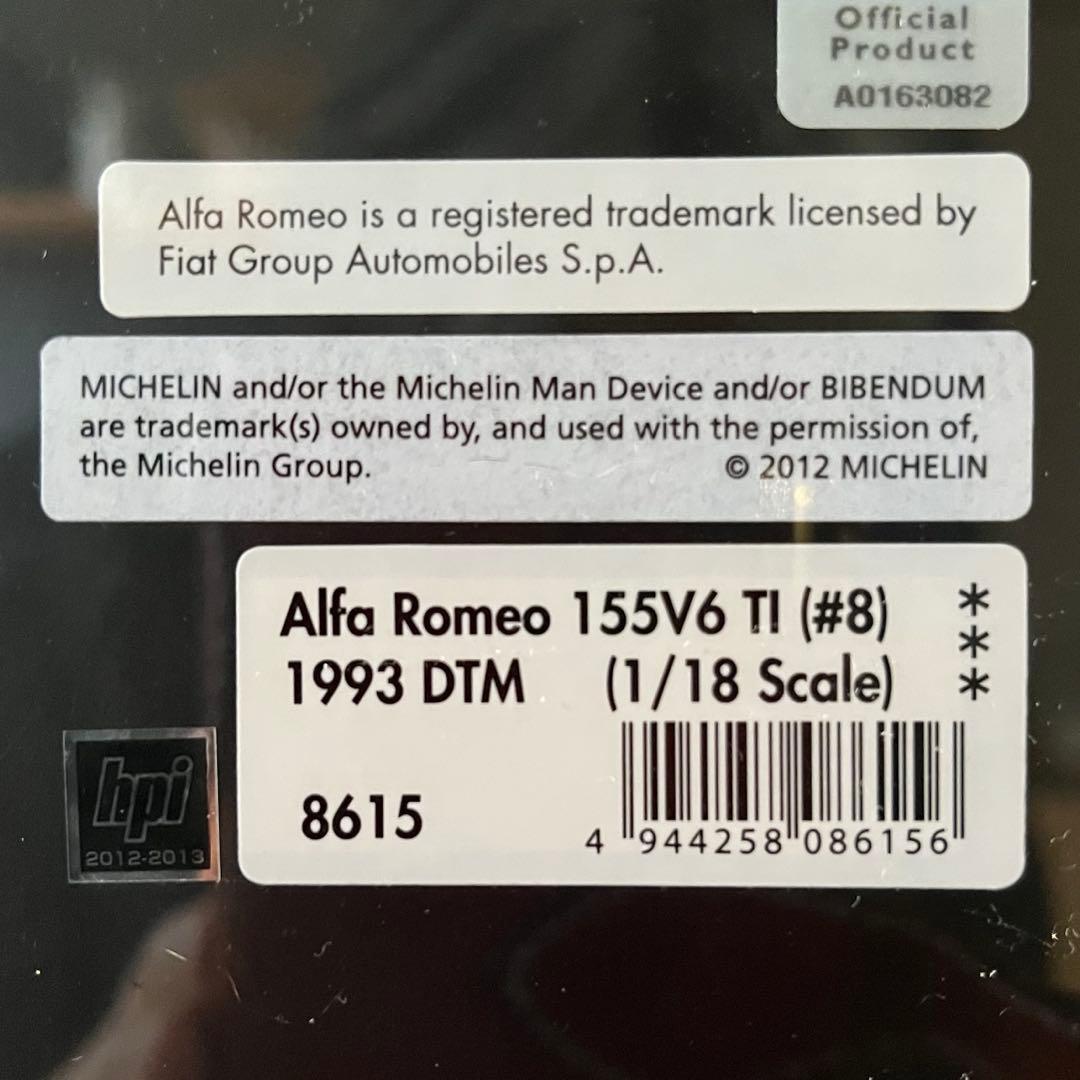 Official
Product
A0163082
Alfa Romeo is a registered trademark licensed by
Fiat Group Automobiles S.p.A.
MICHELIN and/or the Michelin Man Device and/or BIBENDUM
are trademark(s) owned by, and used with the permission of,
the Michelin Group. © 2012 MICHELIN
Alfa Romeo 155V6 TI (#8) *
1993 DTM (1/18 Scale) *
*
8615
4 944258 086156
hpi
2012-2013